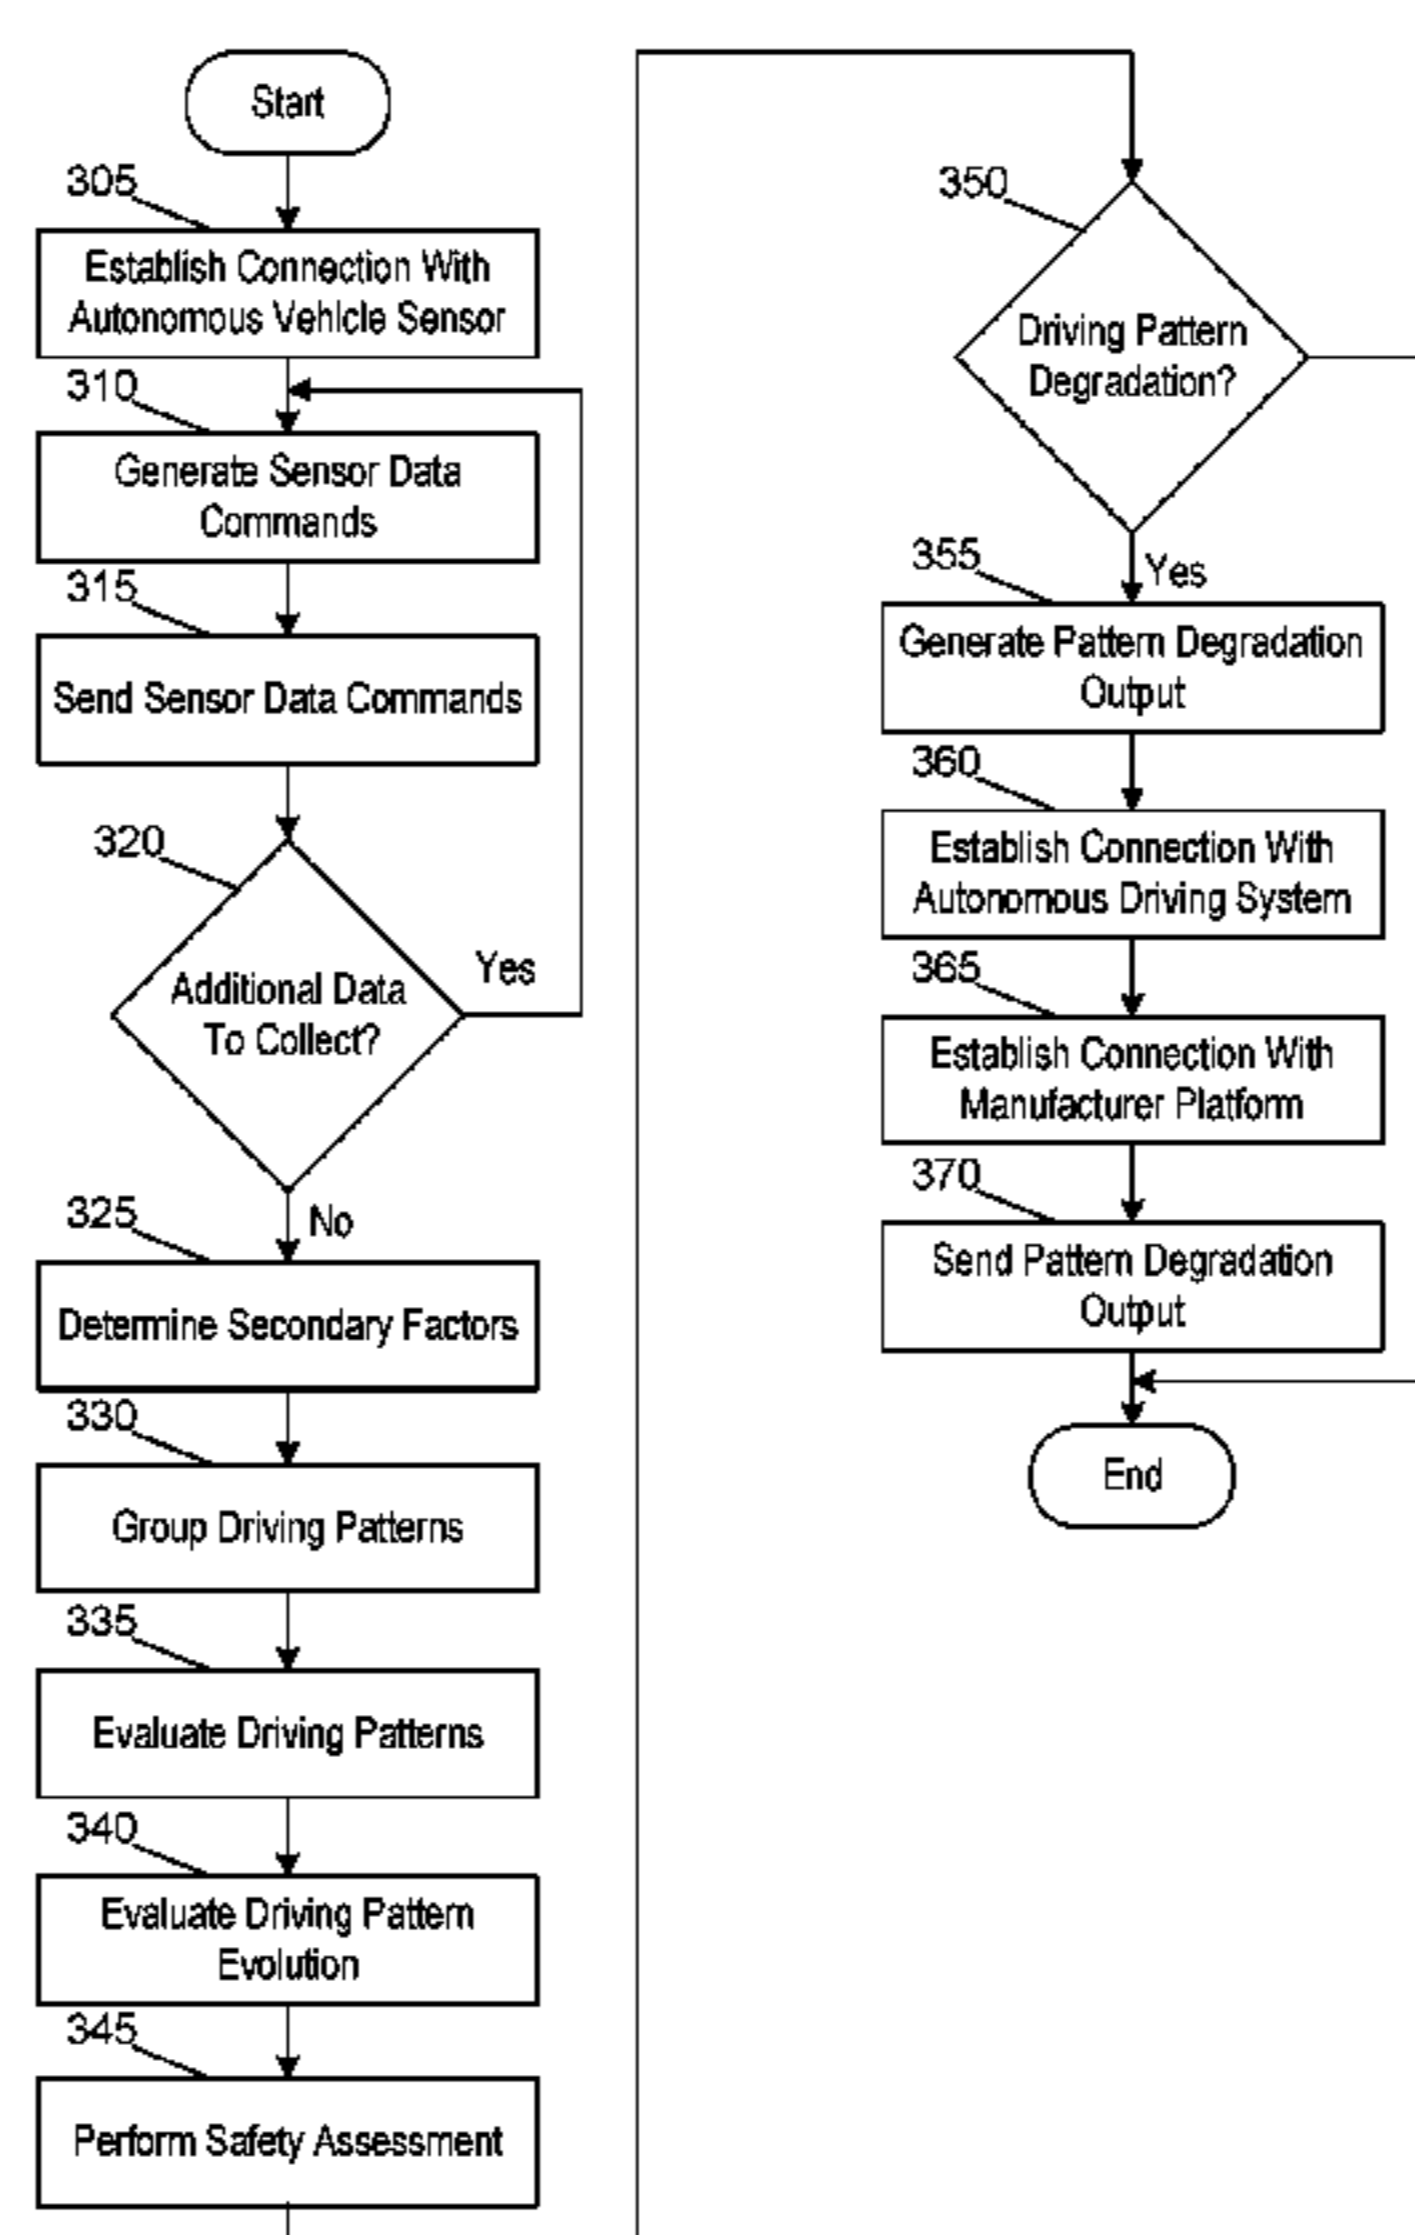 Start
305
Establish Connection With
Autonomous Vehicle Sensor
310
Generate Sensor Data
Commands
315
Send Sensor Data Commands
320
Additional Data
To Collect?
Yes
No
325
Determine Secondary Factors
330
Group Driving Patterns
335
Evaluate Driving Patterns
340
Evaluate Driving Pattern
Evolution
345
Perform Safety Assessment
350
Driving Pattern
Degradation?
Yes
355
Generate Pattern Degradation
Output
360
Establish Connection With
Autonomous Driving System
365
Establish Connection With
Manufacturer Platform
370
Send Pattern Degradation
Output
End